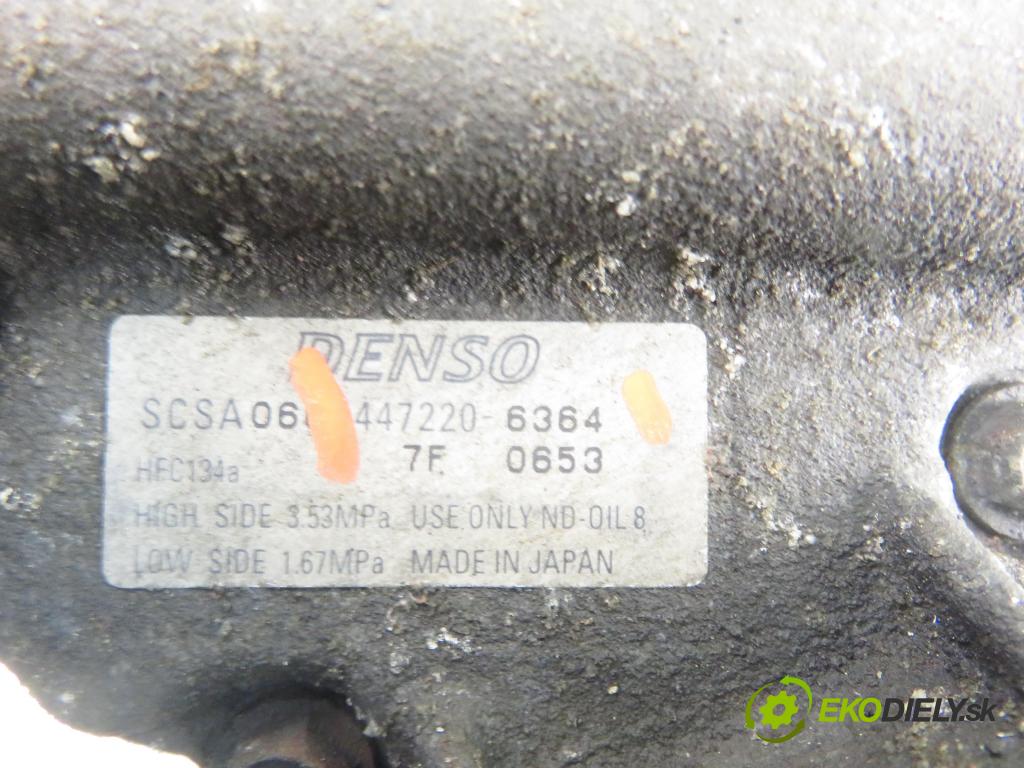 DENSO
447220-6364
7F 0653
HFC134a
HIGH SIDE 3.53MPa USE ONLY ND-OIL 8
LOW SIDE 1.67MPa MADE IN JAPAN
EKODIELY.sk